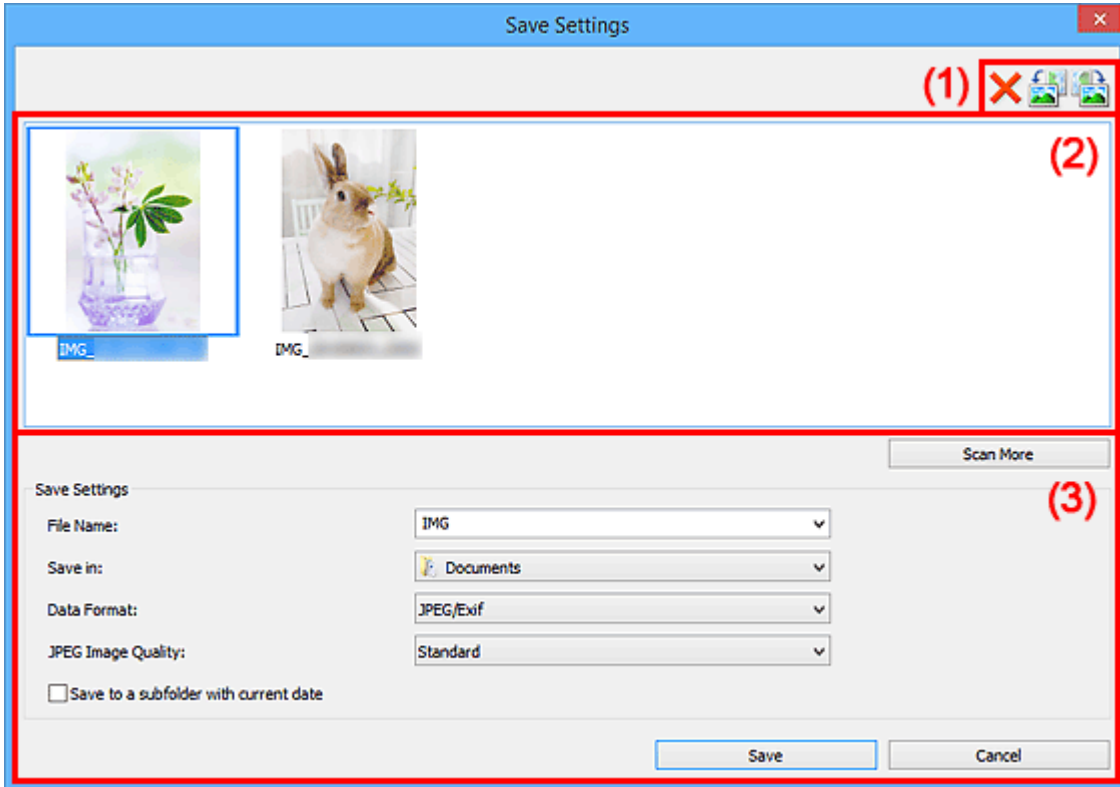 Save Settings
(1)
(2)
IMG_
IMG_
Scan More
Save Settings
(3)
File Name: IMG
Save in: Documents
Data Format: JPEG/Exif
JPEG Image Quality: Standard
Save to a subfolder with current date
Save Cancel